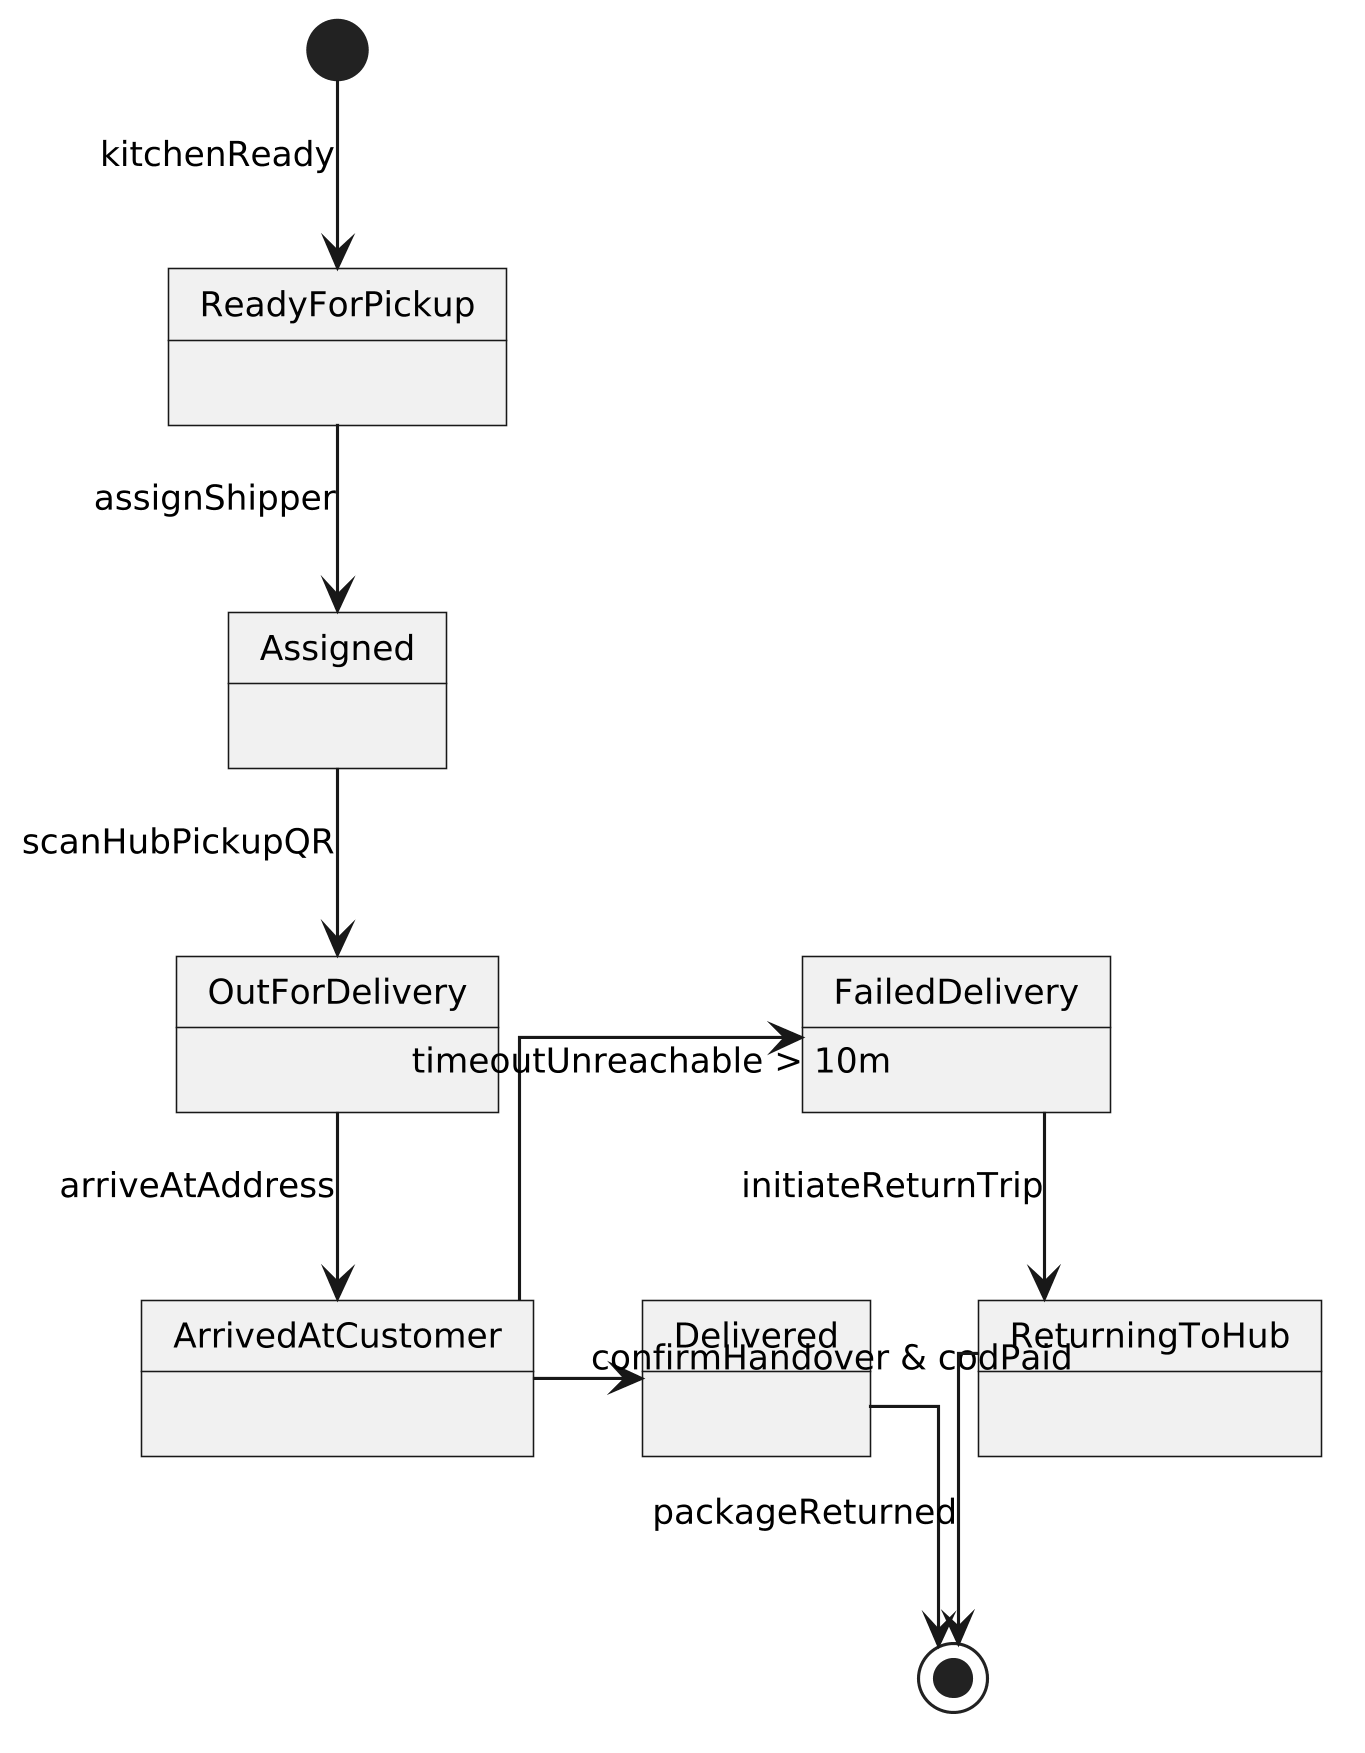 kitchenReady
ReadyForPickup
assignShipper
Assigned
scanHubPickupQR
OutForDelivery
FailedDelivery
timeoutUnreachable > 10m
arriveAtAddress
initiateReturnTrip
ArrivedAtCustomer
Delivered
ReturningToHub
confirmHandover & codPaid
packageReturned